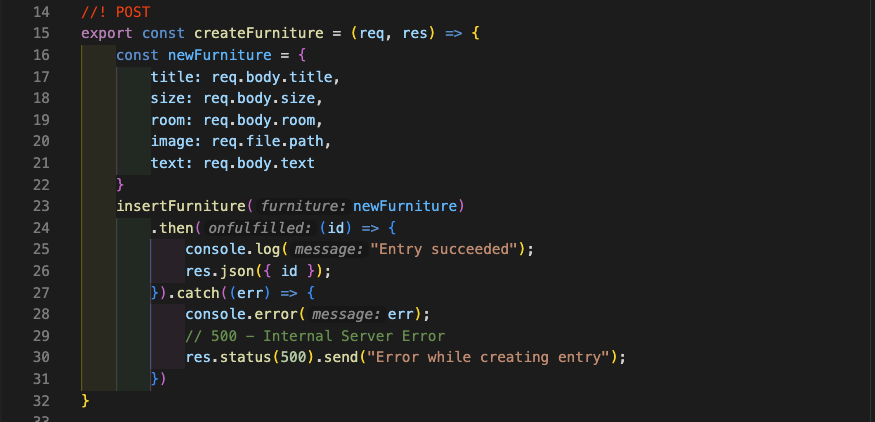 14 //! POST
15 export const createFurniture = (req, res) => {
16 const newFurniture = {
17 title: req.body.title,
18 size: req.body.size,
19 room: req.body.room,
20 image: req.file.path,
21 text: req.body.text
22 }
23 insertFurniture( furniture: newFurniture)
24 .then( onfulfilled: (id) => {
25 console.log( message: "Entry succeeded");
26 res.json({ id });
27 }).catch((err) => {
28 console.error( message: err);
29 // 500 – Internal Server Error
30 res.status(500).send("Error while creating entry");
31 })
32 }
33